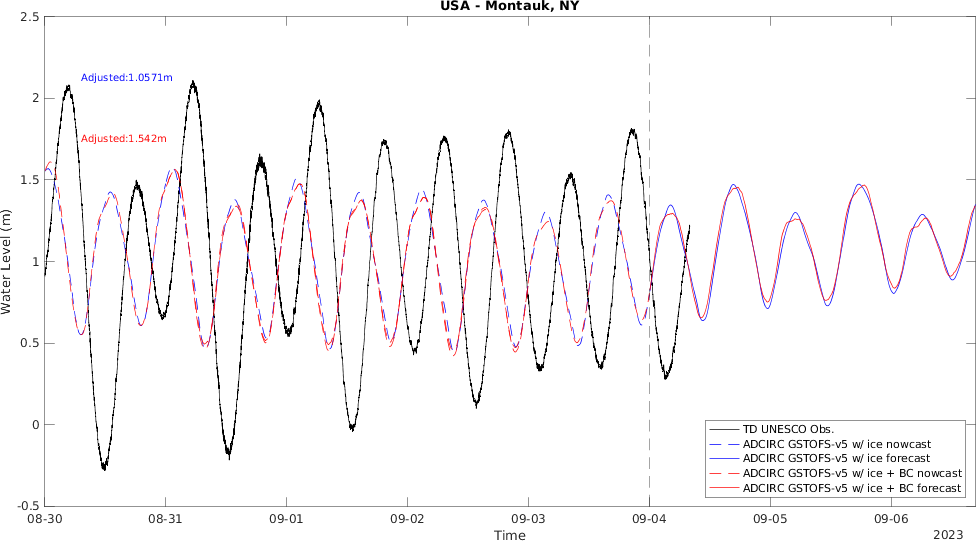 USA - Montauk, NY
2.5
2
1.5
1
0.5
0
-0.5
Water Level (m)
Adjusted:1.0571m
Adjusted:1.542m
TD UNESCO Obs.
ADCIRC GSTOFS-v5 w/ ice nowcast
ADCIRC GSTOFS-v5 w/ ice forecast
ADCIRC GSTOFS-v5 w/ ice + BC nowcast
ADCIRC GSTOFS-v5 w/ ice + BC forecast
08-30 08-31 09-01 09-02 09-03 09-04 09-05 09-06
Time
2023